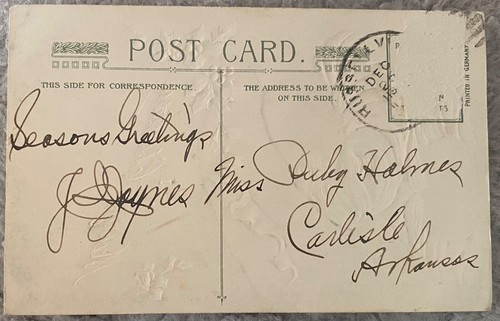 POST CARD.
THIS SIDE FOR CORRESPONDENCE.
THE ADDRESS TO BE
ON THIS SIDE.
PRINTED IN GERMANY
DEC
Seasons Greetings
J Joynes
Miss Ruby Holmes
Carlisle
Arkansas